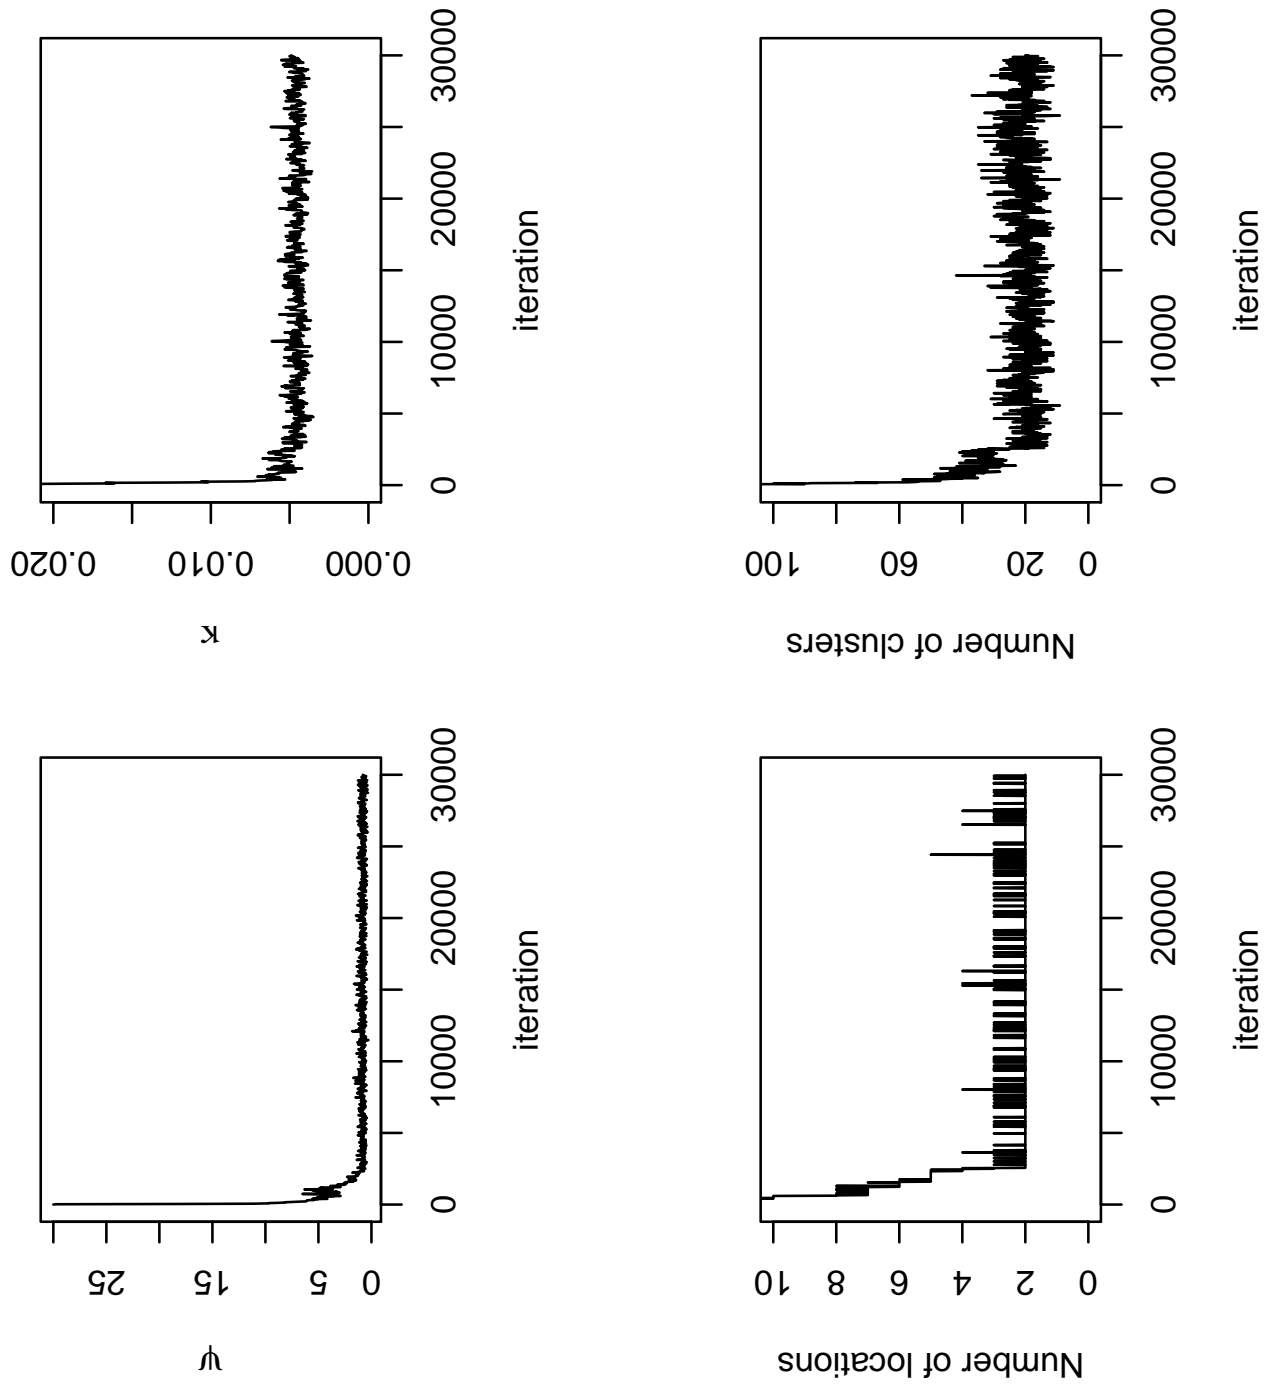 0.020 0.010 0.000
κ
0 10000 20000 30000
iteration
100 60 20 0
Number of clusters
0 10000 20000 30000
iteration
25 15 5 0
ψ
0 10000 20000 30000
iteration
10 8 6 4 2 0
Number of locations
0 10000 20000 30000
iteration